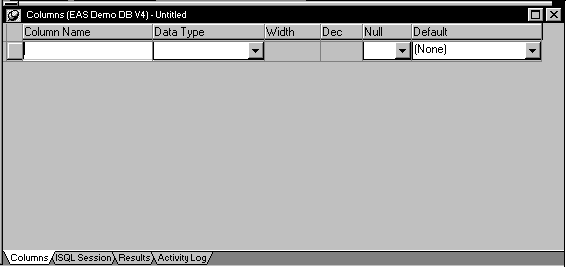 Columns (EAS Demo DB V4) - Untitled
Column Name Data Type Width Dec Null Default
(None)
Columns ISQL Session Results Activity Log